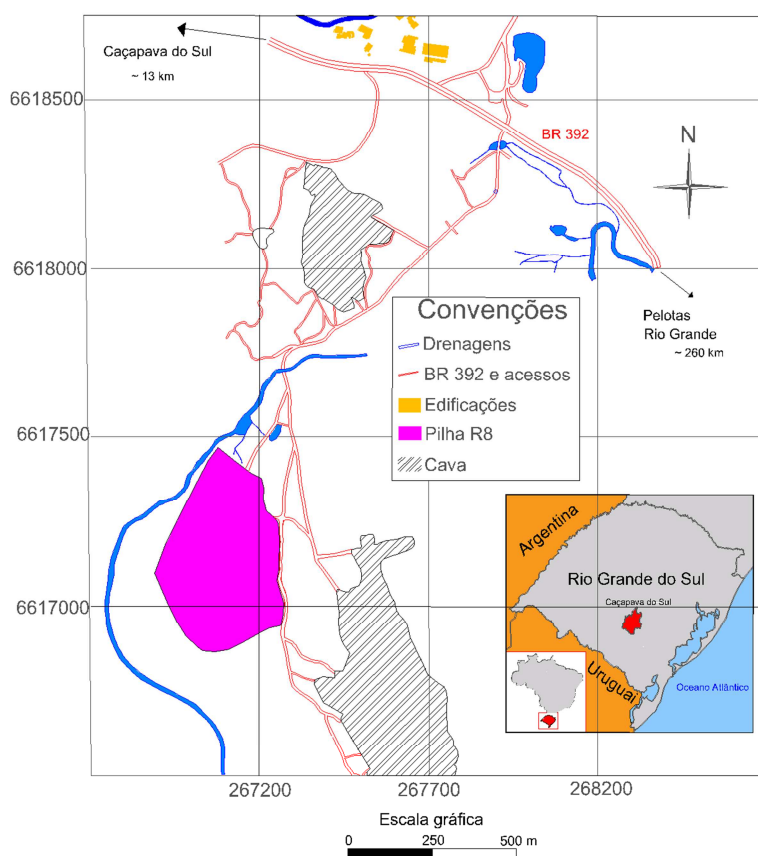 Caçapava do Sul
~ 13 km
6618500
BR 392
N
6618000
Pelotas
Rio Grande
~ 260 km
Convenções
Drenagens
BR 392 e acessos
Edificações
Pilha R8
Cava
6617500
6617000
Argentina
Rio Grande do Sul
Caçapava do Sul
Uruguai
Oceano Atlântico
267200
267700
268200
Escala gráfica
0
250
500 m